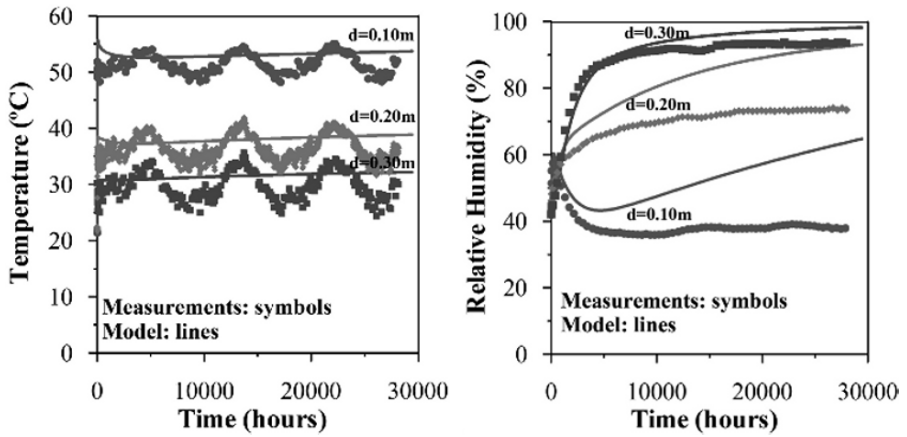 Temperature (ºC)
60
50
40
30
20
10
0
d=0.10m
d=0.20m
d=0.30m
Measurements: symbols
Model: lines
0
10000
20000
30000
Time (hours)
Relative Humidity (%)
100
80
60
40
20
0
d=0.30m
d=0.20m
d=0.10m
Measurements: symbols
Model: lines
0
10000
20000
30000
Time (hours)